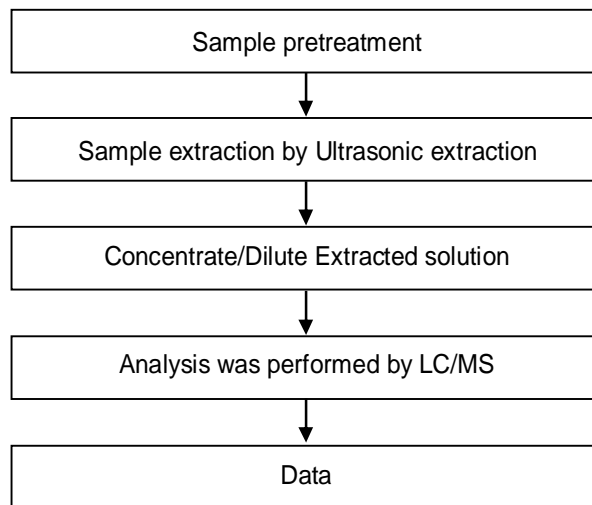 Sample pretreatment
Sample extraction by Ultrasonic extraction
Concentrate/Dilute Extracted solution
Analysis was performed by LC/MS
Data